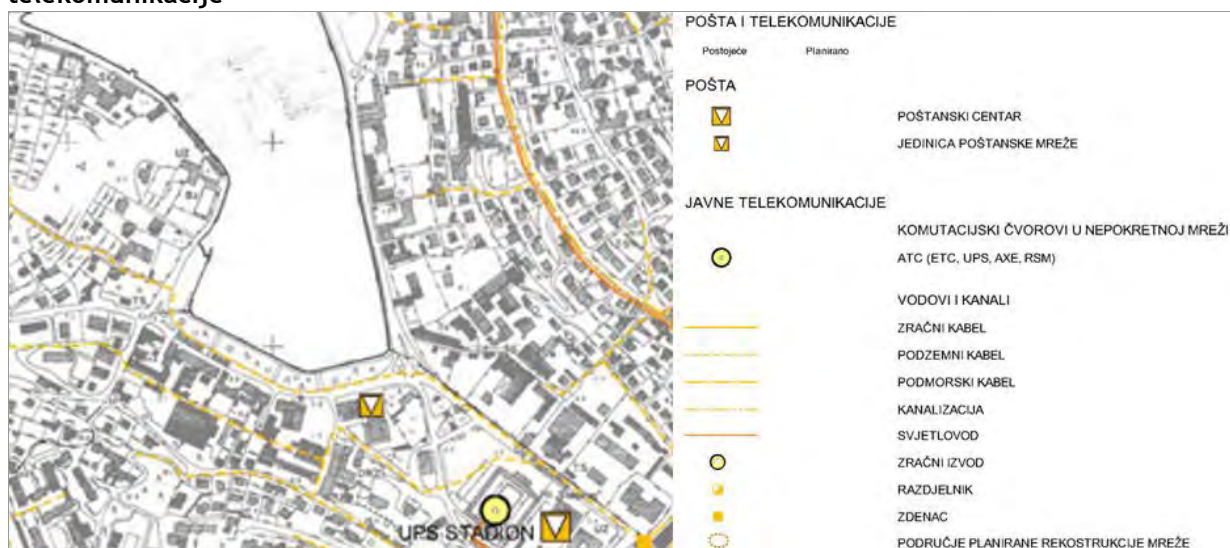 telekomunikacije
UPS STADION
POŠTA I TELEKOMUNIKACIJE
Postojeće Planirano
POŠTA
POŠTANSKI CENTAR
JEDINICA POŠTANSKE MREŽE
JAVNE TELEKOMUNIKACIJE
KOMUTACIJSKI ČVOROVI U NEPOKRETNOJ MREŽI
ATC (ETC, UPS, AXE, RSM)
VODOVI I KANALI
ZRAČNI KABEL
PODZEMNI KABEL
PODMORSKI KABEL
KANALIZACIJA
SVJETLOVOD
ZRAČNI IZVOD
RAZDJELNIK
ZDENAC
PODRUČJE PLANIRANE REKOSTRUKCIJE MREŽE